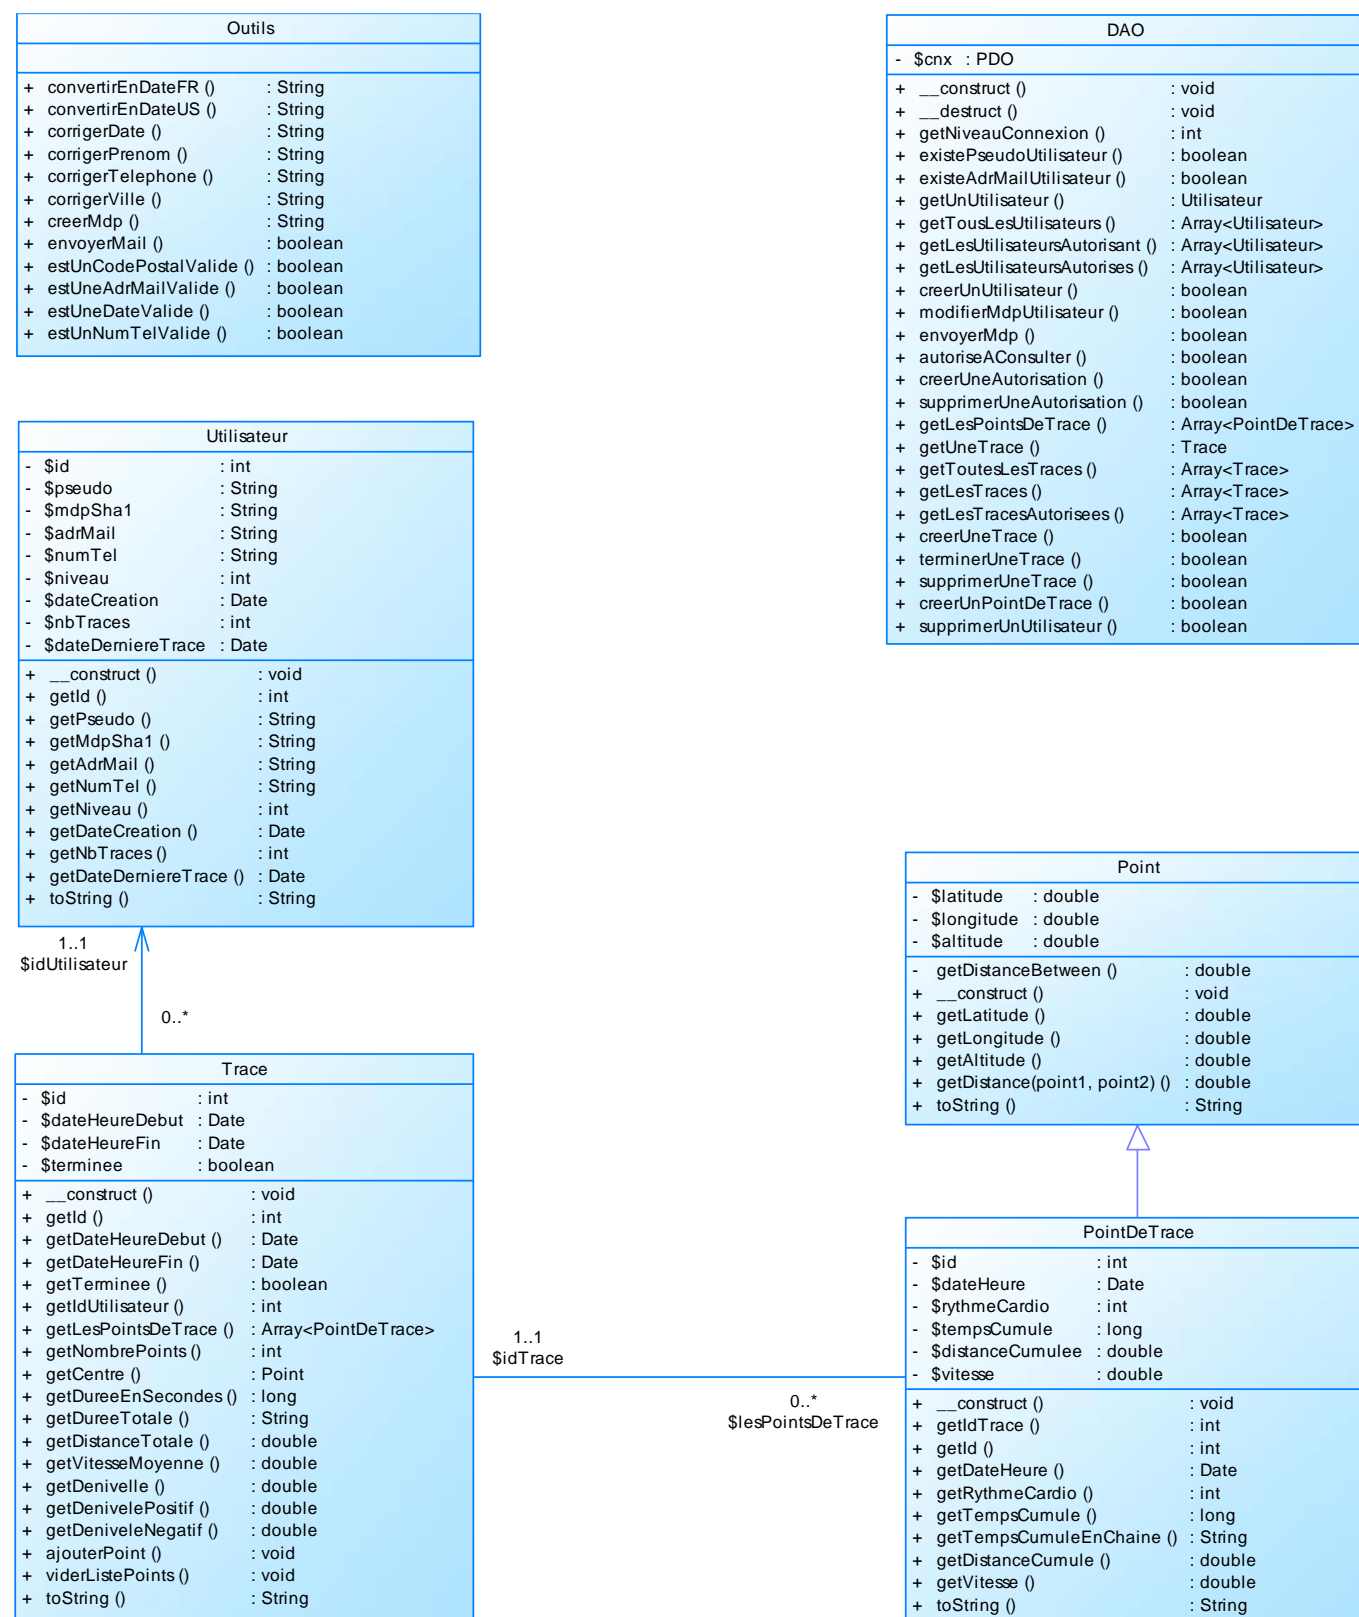 Outils
+ convertirEnDateFR () : String
+ convertirEnDateUS () : String
+ corrigerDate () : String
+ corrigerPrenom () : String
+ corrigerTelephone () : String
+ corrigerVille () : String
+ creerMdp () : String
+ envoyerMail () : boolean
+ estUnCodePostalValide () : boolean
+ estUneAdrMailValide () : boolean
+ estUneDateValide () : boolean
+ estUnNumTelValide () : boolean
DAO
- $cnx : PDO
+ __construct () : void
+ __destruct () : void
+ getNiveauConnexion () : int
+ existePseudoUtilisateur () : boolean
+ existeAdrMailUtilisateur () : boolean
+ getUnUtilisateur () : Utilisateur
+ getTousLesUtilisateurs () : Array<Utilisateur>
+ getLesUtilisateursAutorisant () : Array<Utilisateur>
+ getLesUtilisateursAutorises () : Array<Utilisateur>
+ creerUnUtilisateur () : boolean
+ modifierMdpUtilisateur () : boolean
+ envoyerMdp () : boolean
+ autoriseAConsulter () : boolean
+ creerUneAutorisation () : boolean
+ supprimerUneAutorisation () : boolean
+ getLesPointsDeTrace () : Array<PointDeTrace>
+ getUneTrace () : Trace
+ getToutesLesTraces () : Array<Trace>
+ getLesTraces () : Array<Trace>
+ getLesTracesAutorisees () : Array<Trace>
+ creerUneTrace () : boolean
+ terminerUneTrace () : boolean
+ supprimerUneTrace () : boolean
+ creerUnPointDeTrace () : boolean
+ supprimerUnUtilisateur () : boolean
Utilisateur
- $id : int
- $pseudo : String
- $mdpSha1 : String
- $adrMail : String
- $numTel : String
- $niveau : int
- $dateCreation : Date
- $nbTraces : int
- $dateDerniereTrace : Date
+ __construct () : void
+ getId () : int
+ getPseudo () : String
+ getMdpSha1 () : String
+ getAdrMail () : String
+ getNumTel () : String
+ getNiveau () : int
+ getDateCreation () : Date
+ getNbTraces () : int
+ getDateDerniereTrace () : Date
+ toString () : String
1..1
$idUtilisateur
0..*
Point
- $latitude : double
- $longitude : double
- $altitude : double
- getDistanceBetween () : double
+ __construct () : void
+ getLatitude () : double
+ getLongitude () : double
+ getAltitude () : double
+ getDistance(point1, point2) () : double
+ toString () : String
Trace
- $id : int
- $dateHeureDebut : Date
- $dateHeureFin : Date
- $terminee : boolean
+ __construct () : void
+ getId () : int
+ getDateHeureDebut () : Date
+ getDateHeureFin () : Date
+ getTerminee () : boolean
+ getIdUtilisateur () : int
+ getLesPointsDeTrace () : Array<PointDeTrace>
+ getNombrePoints () : int
+ getCentre () : Point
+ getDureeEnSecondes () : long
+ getDureeTotale () : String
+ getDistanceTotale () : double
+ getVitesseMoyenne () : double
+ getDenivelle () : double
+ getDenivelePositif () : double
+ getDeniveleNegatif () : double
+ ajouterPoint () : void
+ viderListePoints () : void
+ toString () : String
1..1
$idTrace
0..*
$lesPointsDeTrace
PointDeTrace
- $id : int
- $dateHeure : Date
- $rythmeCardio : int
- $tempsCumule : long
- $distanceCumulee : double
- $vitesse : double
+ __construct () : void
+ getIdTrace () : int
+ getId () : int
+ getDateHeure () : Date
+ getRythmeCardio () : int
+ getTempsCumule () : long
+ getTempsCumuleEnChaine () : String
+ getDistanceCumule () : double
+ getVitesse () : double
+ toString () : String